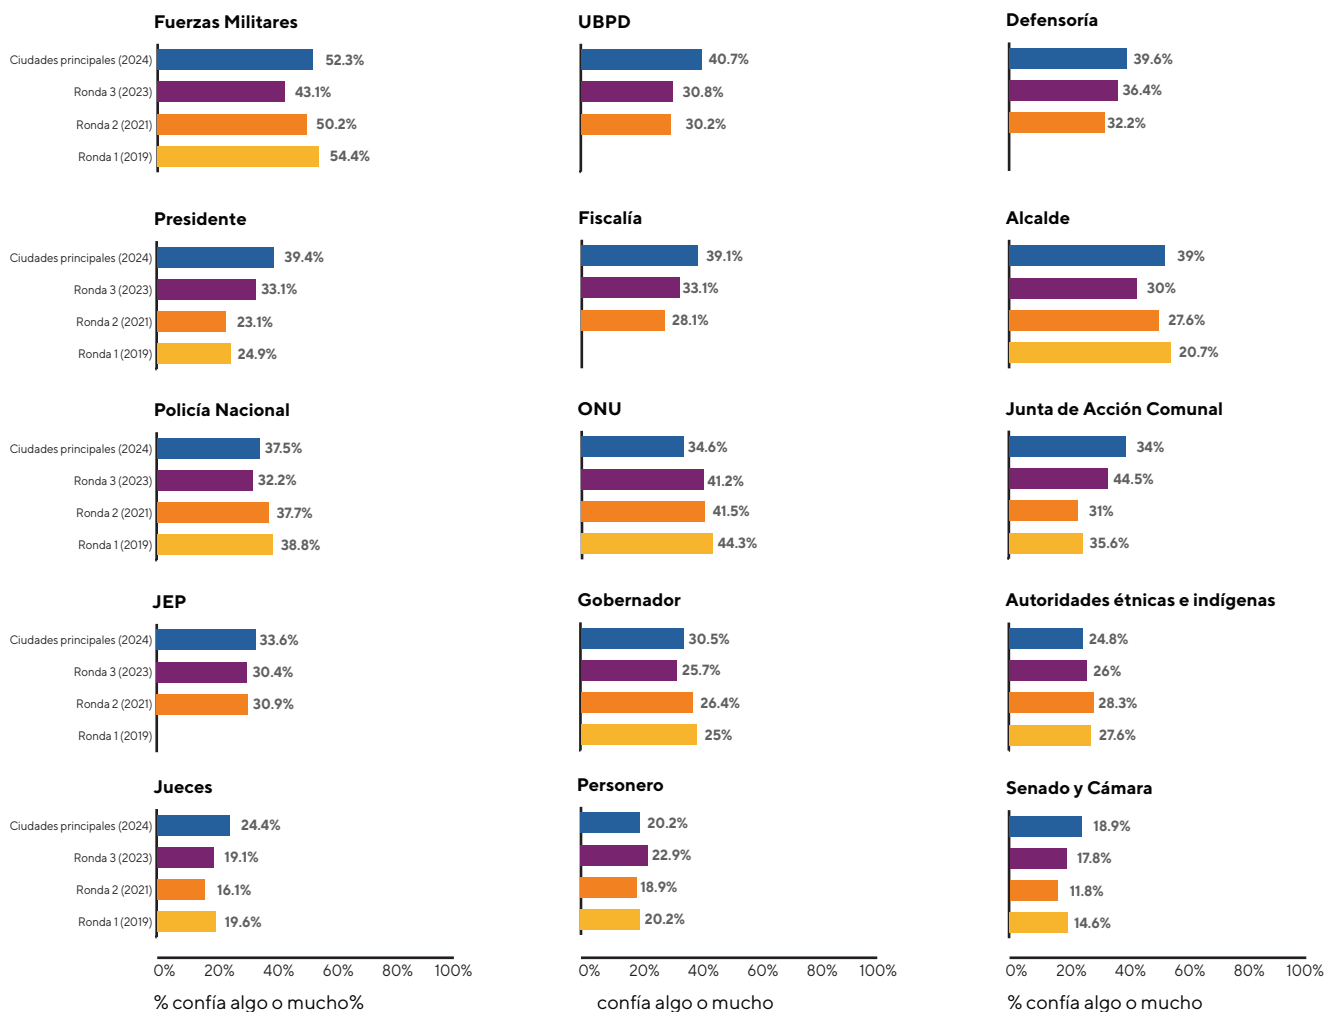 Fuerzas Militares
Ciudades principales (2024) 52.3%
Ronda 3 (2023) 43.1%
Ronda 2 (2021) 50.2%
Ronda 1 (2019) 54.4%
UBPD
40.7%
30.8%
30.2%
Defensoría
39.6%
36.4%
32.2%
Presidente
Ciudades principales (2024) 39.4%
Ronda 3 (2023) 33.1%
Ronda 2 (2021) 23.1%
Ronda 1 (2019) 24.9%
Fiscalía
39.1%
33.1%
28.1%
Alcalde
39%
30%
27.6%
20.7%
Policía Nacional
Ciudades principales (2024) 37.5%
Ronda 3 (2023) 32.2%
Ronda 2 (2021) 37.7%
Ronda 1 (2019) 38.8%
ONU
34.6%
41.2%
41.5%
44.3%
Junta de Acción Comunal
34%
44.5%
31%
35.6%
JEP
Ciudades principales (2024) 33.6%
Ronda 3 (2023) 30.4%
Ronda 2 (2021) 30.9%
Ronda 1 (2019)
Gobernador
30.5%
25.7%
26.4%
25%
Autoridades étnicas e indígenas
24.8%
26%
28.3%
27.6%
Jueces
Ciudades principales (2024) 24.4%
Ronda 3 (2023) 19.1%
Ronda 2 (2021) 16.1%
Ronda 1 (2019) 19.6%
Personero
20.2%
22.9%
18.9%
20.2%
Senado y Cámara
18.9%
17.8%
11.8%
14.6%
0% 20% 40% 60% 80% 100%
% confía algo o mucho%
0% 20% 40% 60% 80% 100%
confía algo o mucho
0% 20% 40% 60% 80% 100%
% confía algo o mucho